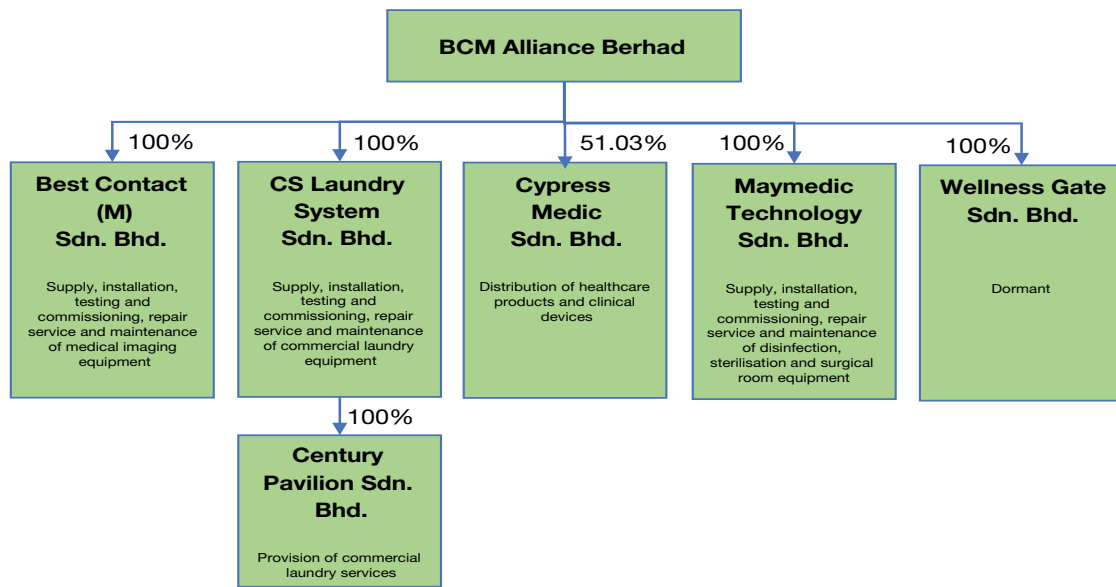 BCM Alliance Berhad
100%
100%
51.03%
100%
100%
Best Contact
(M)
Sdn. Bhd.
Supply, installation,
testing and
commissioning, repair
service and maintenance
of medical imaging
equipment
CS Laundry
System
Sdn. Bhd.
Supply, installation,
testing and
commissioning, repair
service and maintenance
of commercial laundry
equipment
Cypress
Medic
Sdn. Bhd.
Distribution of healthcare
products and clinical
devices
Maymedic
Technology
Sdn. Bhd.
Supply, installation,
testing and
commissioning, repair
service and maintenance
of disinfection,
sterilisation and surgical
room equipment
Wellness Gate
Sdn. Bhd.
Dormant
100%
Century
Pavilion Sdn.
Bhd.
Provision of commercial
laundry services